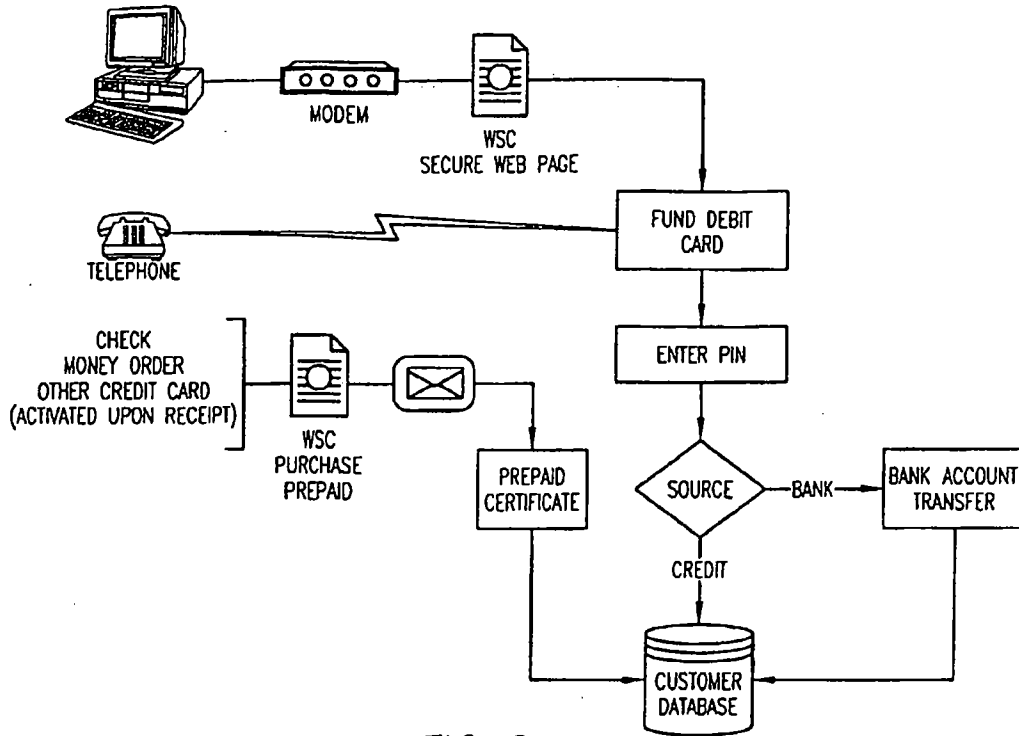 MODEM
WSC
SECURE WEB PAGE
FUND DEBIT
CARD
TELEPHONE
ENTER PIN
CHECK
MONEY ORDER
OTHER CREDIT CARD
(ACTIVATED UPON RECEIPT)
WSC
PURCHASE
PREPAID
PREPAID
CERTIFICATE
SOURCE
BANK
BANK ACCOUNT
TRANSFER
CREDIT
CUSTOMER
DATABASE